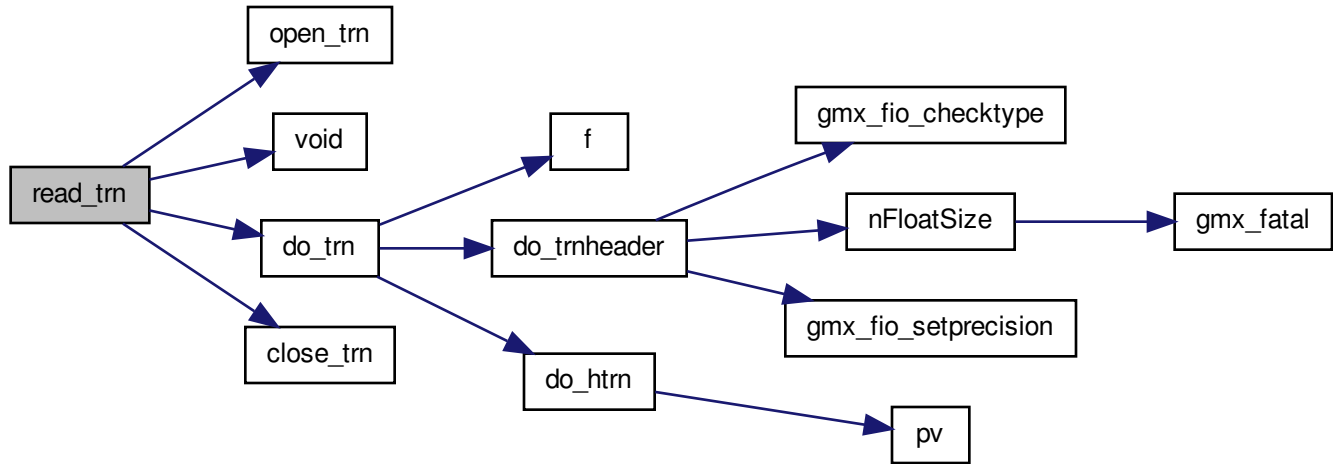 open_trn
void
read_trn
do_trn
close_trn
f
do_trnheader
do_htrn
gmx_fio_checktype
nFloatSize
gmx_fio_setprecision
pv
gmx_fatal